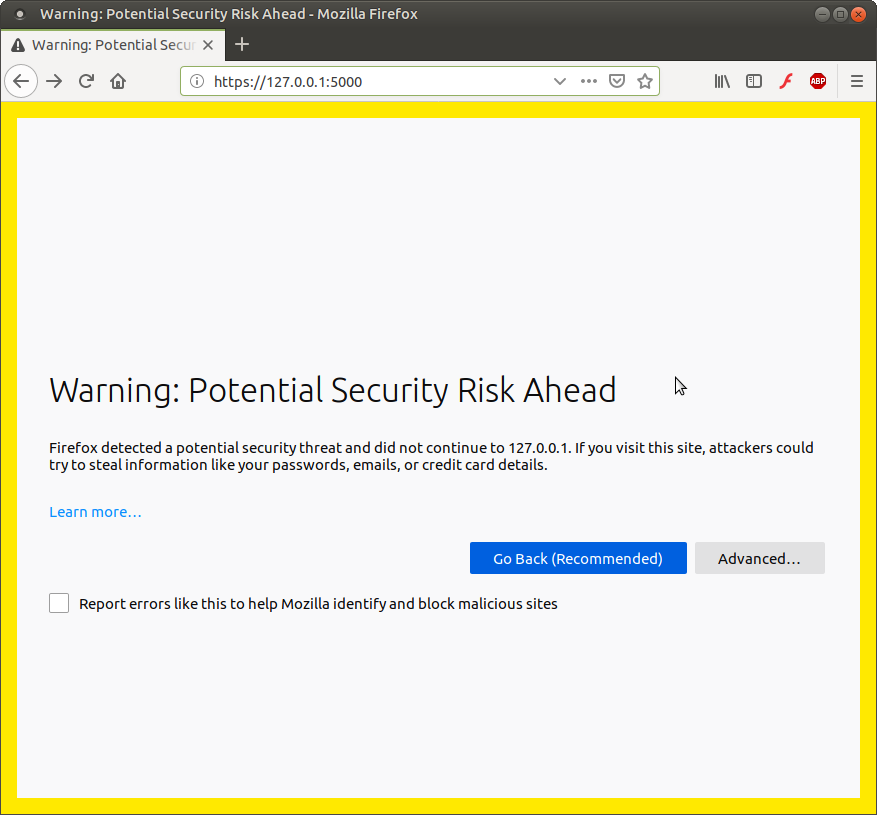 Warning: Potential Security Risk Ahead - Mozilla Firefox
Warning: Potential Secur
https://127.0.0.1:5000
ABP
Warning: Potential Security Risk Ahead
Firefox detected a potential security threat and did not continue to 127.0.0.1. If you visit this site, attackers could
try to steal information like your passwords, emails, or credit card details.
Learn more…
Go Back (Recommended)
Advanced…
Report errors like this to help Mozilla identify and block malicious sites